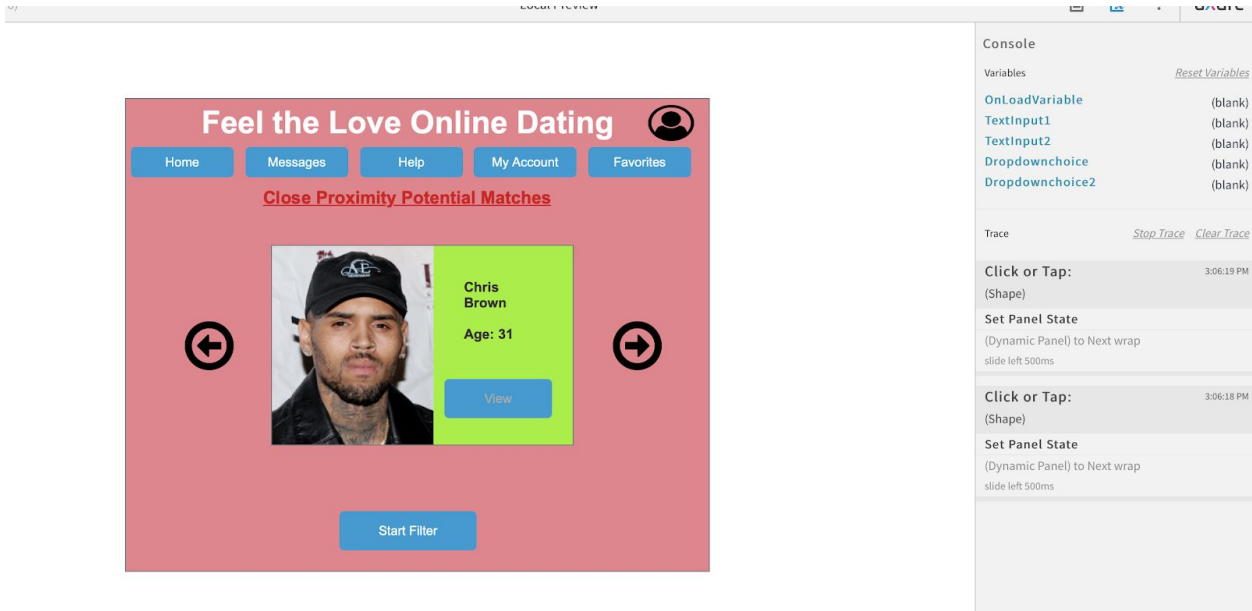 Local Preview
axure
Console
Variables Reset Variables
OnLoadVariable (blank)
TextInput1 (blank)
TextInput2 (blank)
Dropdownchoice (blank)
Dropdownchoice2 (blank)
Trace Stop Trace Clear Trace
Click or Tap: 3:06:19 PM
(Shape)
Set Panel State
(Dynamic Panel) to Next wrap
slide left 500ms
Click or Tap: 3:06:18 PM
(Shape)
Set Panel State
(Dynamic Panel) to Next wrap
slide left 500ms
Feel the Love Online Dating
Home Messages Help My Account Favorites
Close Proximity Potential Matches
Chris
Brown
Age: 31
View
Start Filter